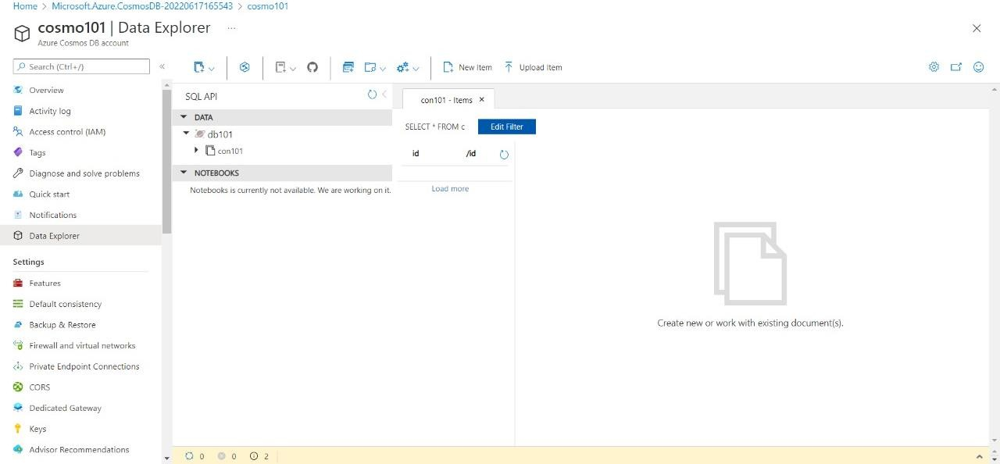 Home > Microsoft.Azure.CosmosDB-20220617165543 > cosmo101
cosmo101 | Data Explorer ...
Azure Cosmos DB account
Search (Ctrl+/)
«
New Item
Upload Item
Overview
Activity log
Access control (IAM)
Tags
Diagnose and solve problems
Quick start
Notifications
Data Explorer
Settings
Features
Default consistency
Backup & Restore
Firewall and virtual networks
Private Endpoint Connections
CORS
Dedicated Gateway
Keys
Advisor Recommendations
SQL API
DATA
db101
con101
NOTEBOOKS
Notebooks is currently not available. We are working on it.
con101 - Items
SELECT * FROM c Edit Filter
id /id
Load more
Create new or work with existing document(s).
0 0 2